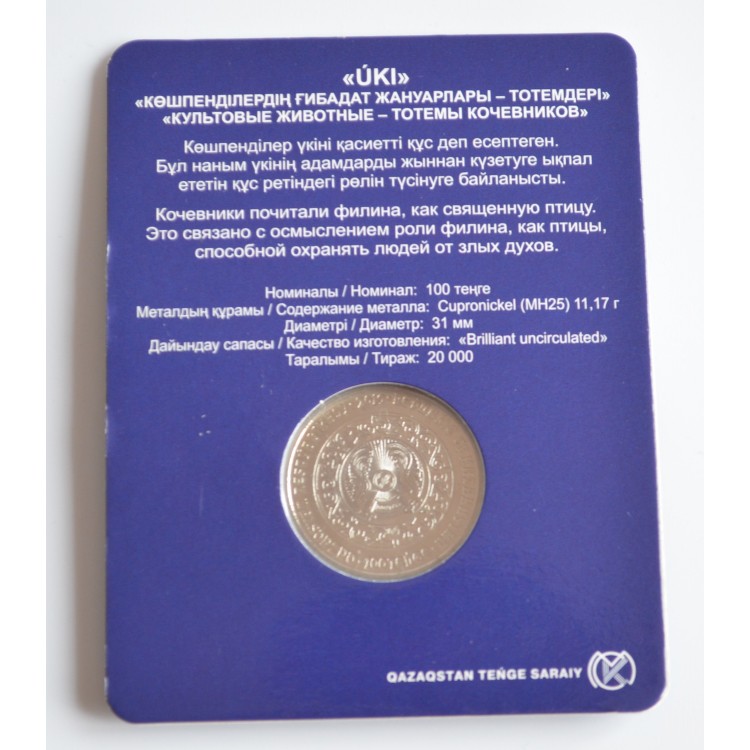 «ÚKI»
«КӨШПЕНДІЛЕРДІҢ ҒИБАДАТ ЖАНУАРЛАРЫ – ТОТЕМДЕРІ»
«КУЛЬТОВЫЕ ЖИВОТНЫЕ – ТОТЕМЫ КОЧЕВНИКОВ»
Көшпенділер үкіні қасиетті құс деп есептеген.
Бұл наным үкінің адамдарды жыннан күзетуге ықпал
ететін құс ретіндегі рөлін түсінуге байланысты.
Кочевники почитали филина, как священную птицу.
Это связано с осмыслением роли филина, как птицы,
способной охранять людей от злых духов.
Номиналы / Номинал: 100 теңге
Металдың құрамы / Содержание металла: Cupronickel (МН25) 11,17 г
Диаметрі / Диаметр: 31 мм
Дайындау сапасы / Качество изготовления: «Brilliant uncirculated»
Таралымы / Тираж: 20 000
QAZAQSTAN TEŃGE SARAIY